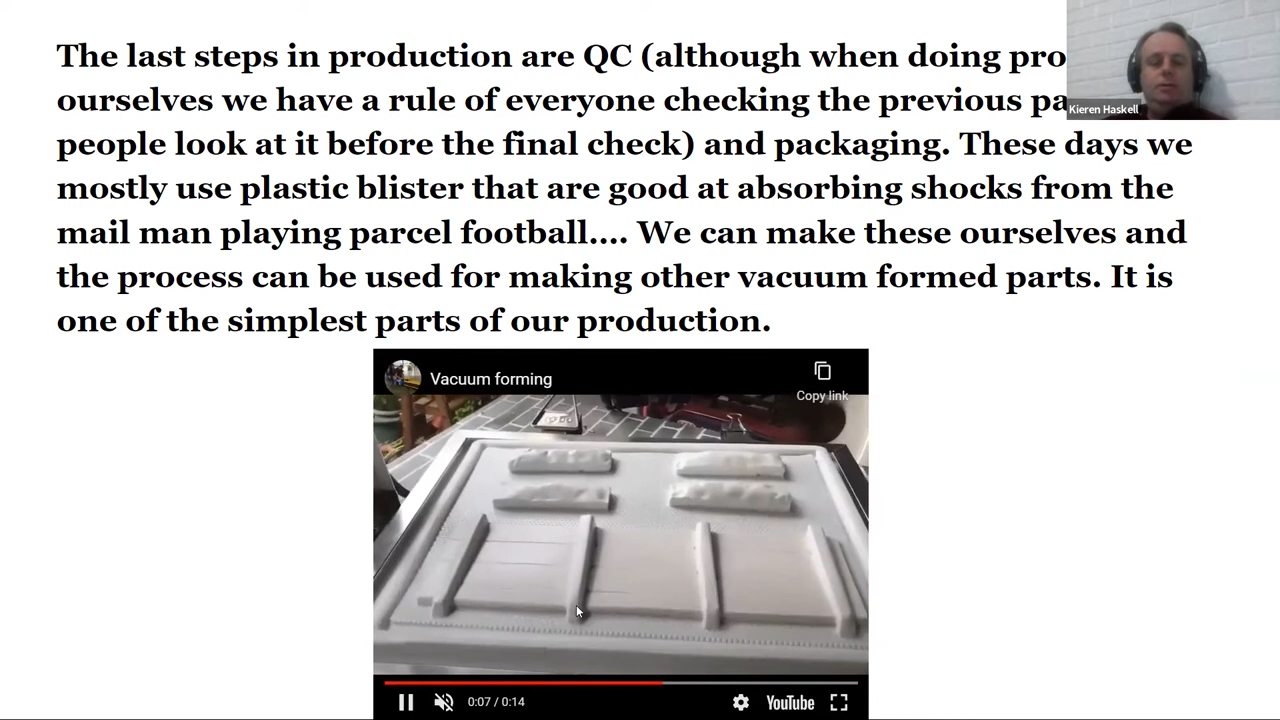 The last steps in production are QC (although when doing pro
ourselves we have a rule of everyone checking the previous pa
people look at it before the final check) and packaging. These days we
mostly use plastic blister that are good at absorbing shocks from the
mail man playing parcel football.... We can make these ourselves and
the process can be used for making other vacuum formed parts. It is
one of the simplest parts of our production.
Kieren Haskell
Vacuum forming
Copy link
0:07 / 0:14
YouTube